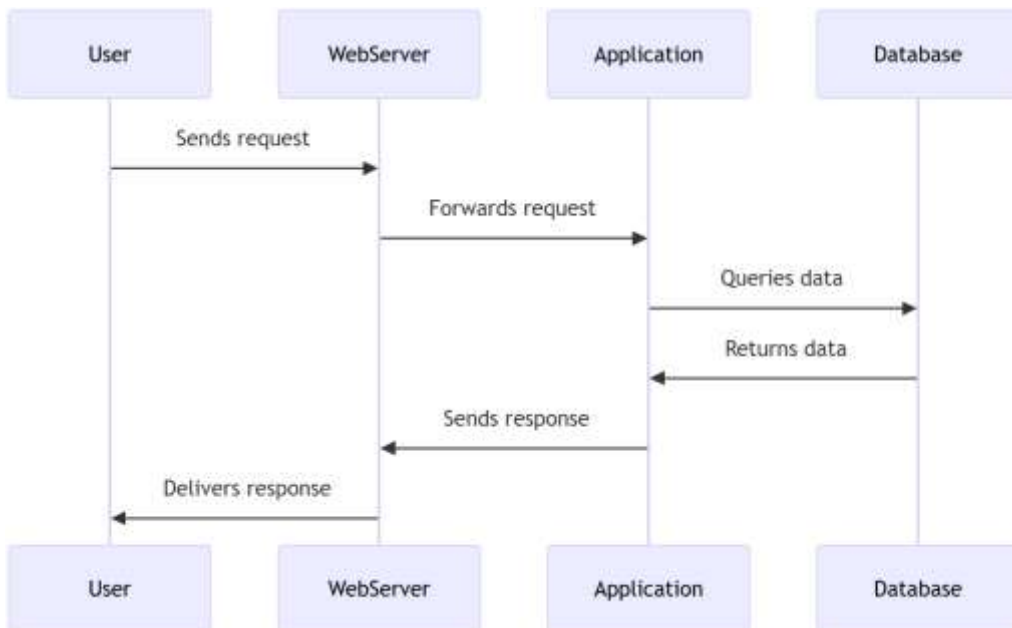 User
WebServer
Application
Database
Sends request
Forwards request
Queries data
Returns data
Sends response
Delivers response
User
WebServer
Application
Database